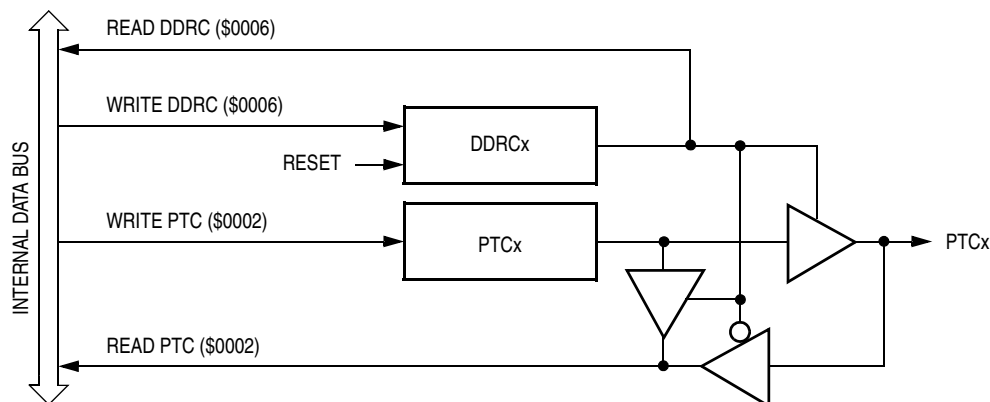 READ DDRC ($0006)
WRITE DDRC ($0006)
DDRCx
RESET
INTERNAL DATA BUS
WRITE PTC ($0002)
PTCx
PTCx
READ PTC ($0002)